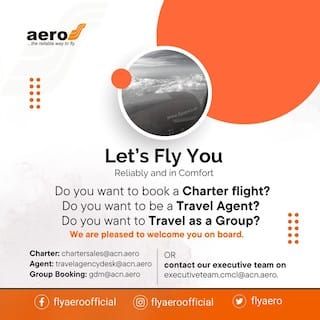 aero
...the reliable way to fly
www.flyaero.com
Let's Fly You
Reliably and in Comfort
Do you want to book a Charter flight?
Do you want to be a Travel Agent?
Do you want to Travel as a Group?
We are pleased to welcome you on board.
Charter: chartersales@acn.aero
Agent: travelagencydesk@acn.aero
Group Booking: gdm@acn.aero
OR
contact our executive team on
executiveteam.cmcl@acn.aero.
flyaeroofficial
flyaeroofficial
flyaero